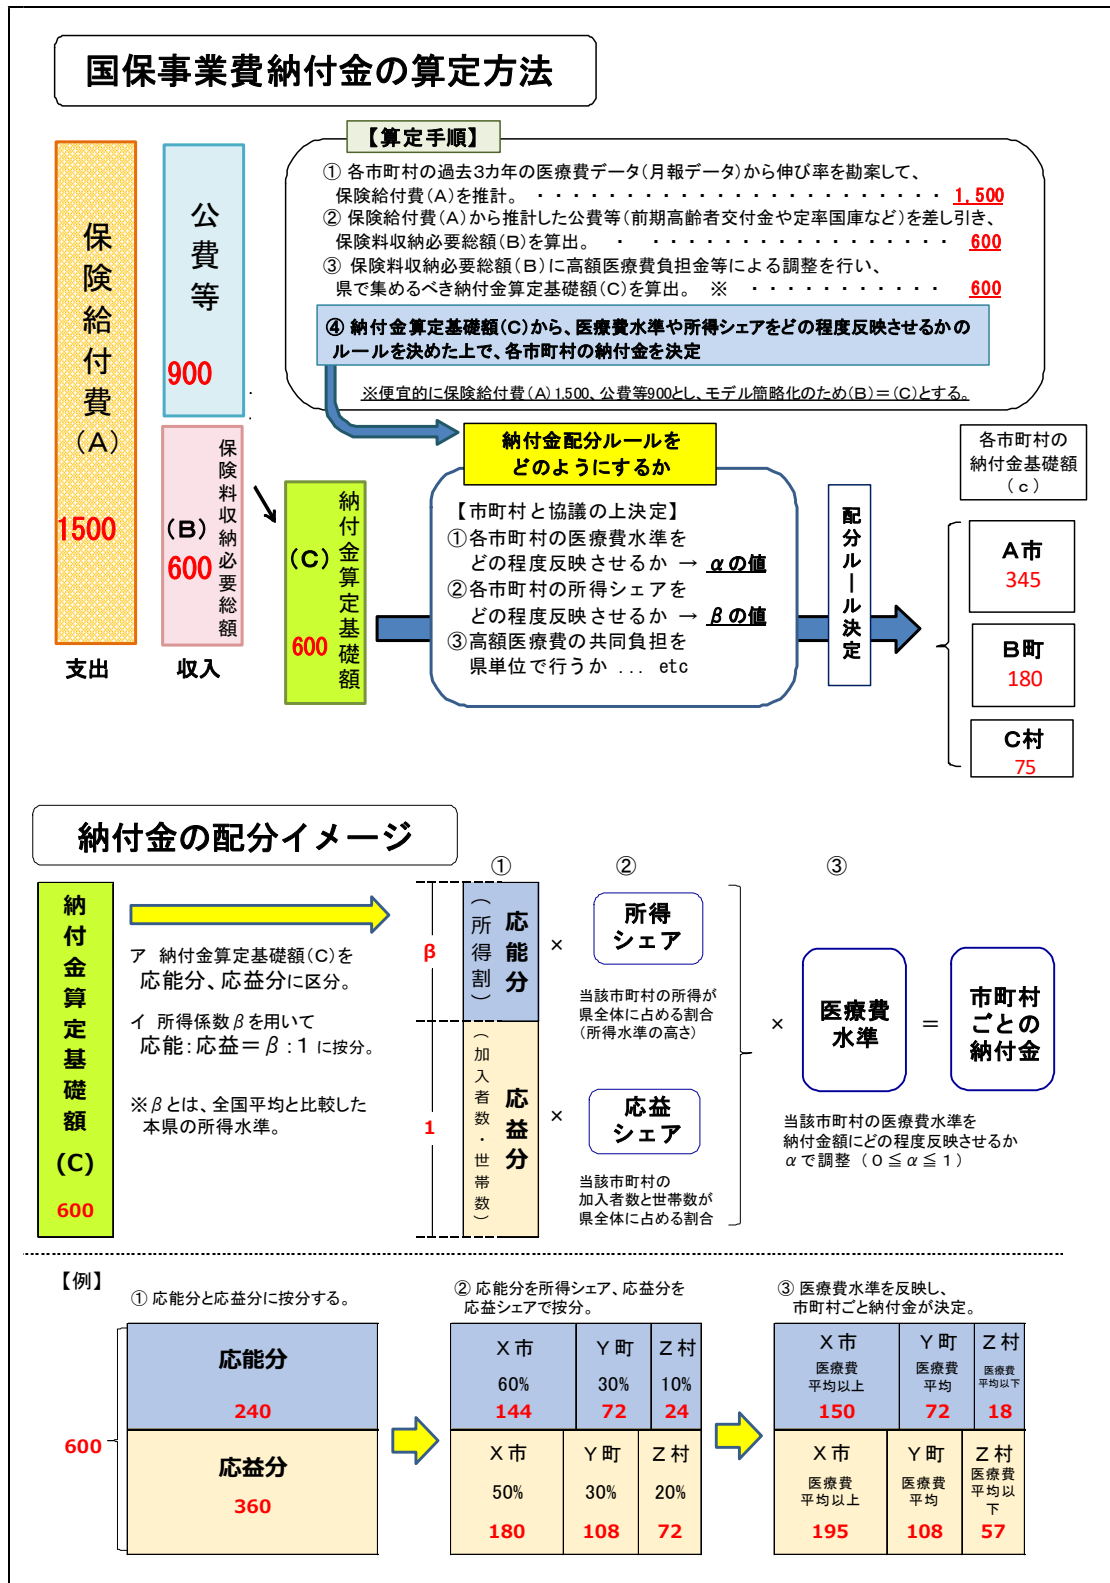 国保事業費納付金の算定方法
【算定手順】
① 各市町村の過去3カ年の医療費データ(月報データ)から伸び率を勘案して、
保険給付費(A)を推計。 ・・・・・・・・・・・・・・・・・・・・・・・ 1,500
② 保険給付費(A)から推計した公費等(前期高齢者交付金や定率国庫など)を差し引き、
保険料収納必要総額(B)を算出。 ・ ・・・・・・・・・・・・・・・・・ 600
③ 保険料収納必要総額(B)に高額医療費負担金等による調整を行い、
県で集めるべき納付金算定基礎額(C)を算出。 ※ ・・・・・・・・・・・ 600
④ 納付金算定基礎額(C)から、医療費水準や所得シェアをどの程度反映させるかの
ルールを決めた上で、各市町村の納付金を決定
※便宜的に保険給付費(A)1,500、公費等900とし、モデル簡略化のため(B)=(C)とする。
保険給付費(A)
1500
支出
公費等
900
保険料収納必要総額
(B)
600
収入
納付金算定基礎額
(C)
600
納付金配分ルールを
どのようにするか
【市町村と協議の上決定】
①各市町村の医療費水準を
どの程度反映させるか → αの値
②各市町村の所得シェアを
どの程度反映させるか → βの値
③高額医療費の共同負担を
県単位で行うか ... etc
配分ルール決定
各市町村の
納付金基礎額
(c)
A市
345
B町
180
C村
75
納付金の配分イメージ
① ② ③
納付金算定基礎額
(C)
600
ア 納付金算定基礎額(C)を
応能分、応益分に区分。
イ 所得係数βを用いて
応能:応益=β:1 に按分。
※βとは、全国平均と比較した
本県の所得水準。
β
1
応能分
(所得割)
応益分
(加入者数・世帯数)
×
所得
シェア
当該市町村の所得が
県全体に占める割合
(所得水準の高さ)
×
応益
シェア
当該市町村の
加入者数と世帯数が
県全体に占める割合
×
医療費
水準
=
市町村
ごとの
納付金
当該市町村の医療費水準を
納付金額にどの程度反映させるか
αで調整 (0≦α≦1)
【例】
① 応能分と応益分に按分する。
600
応能分
240
応益分
360
② 応能分を所得シェア、応益分を
応益シェアで按分。
X市 Y町 Z村
60% 30% 10%
144 72 24
X市 Y町 Z村
50% 30% 20%
180 108 72
③ 医療費水準を反映し、
市町村ごと納付金が決定。
X市 Y町 Z村
医療費 医療費 医療費
平均以上 平均 平均以下
150 72 18
X市 Y町 Z村
医療費 医療費 医療費
平均以上 平均 平均以
下
195 108 57